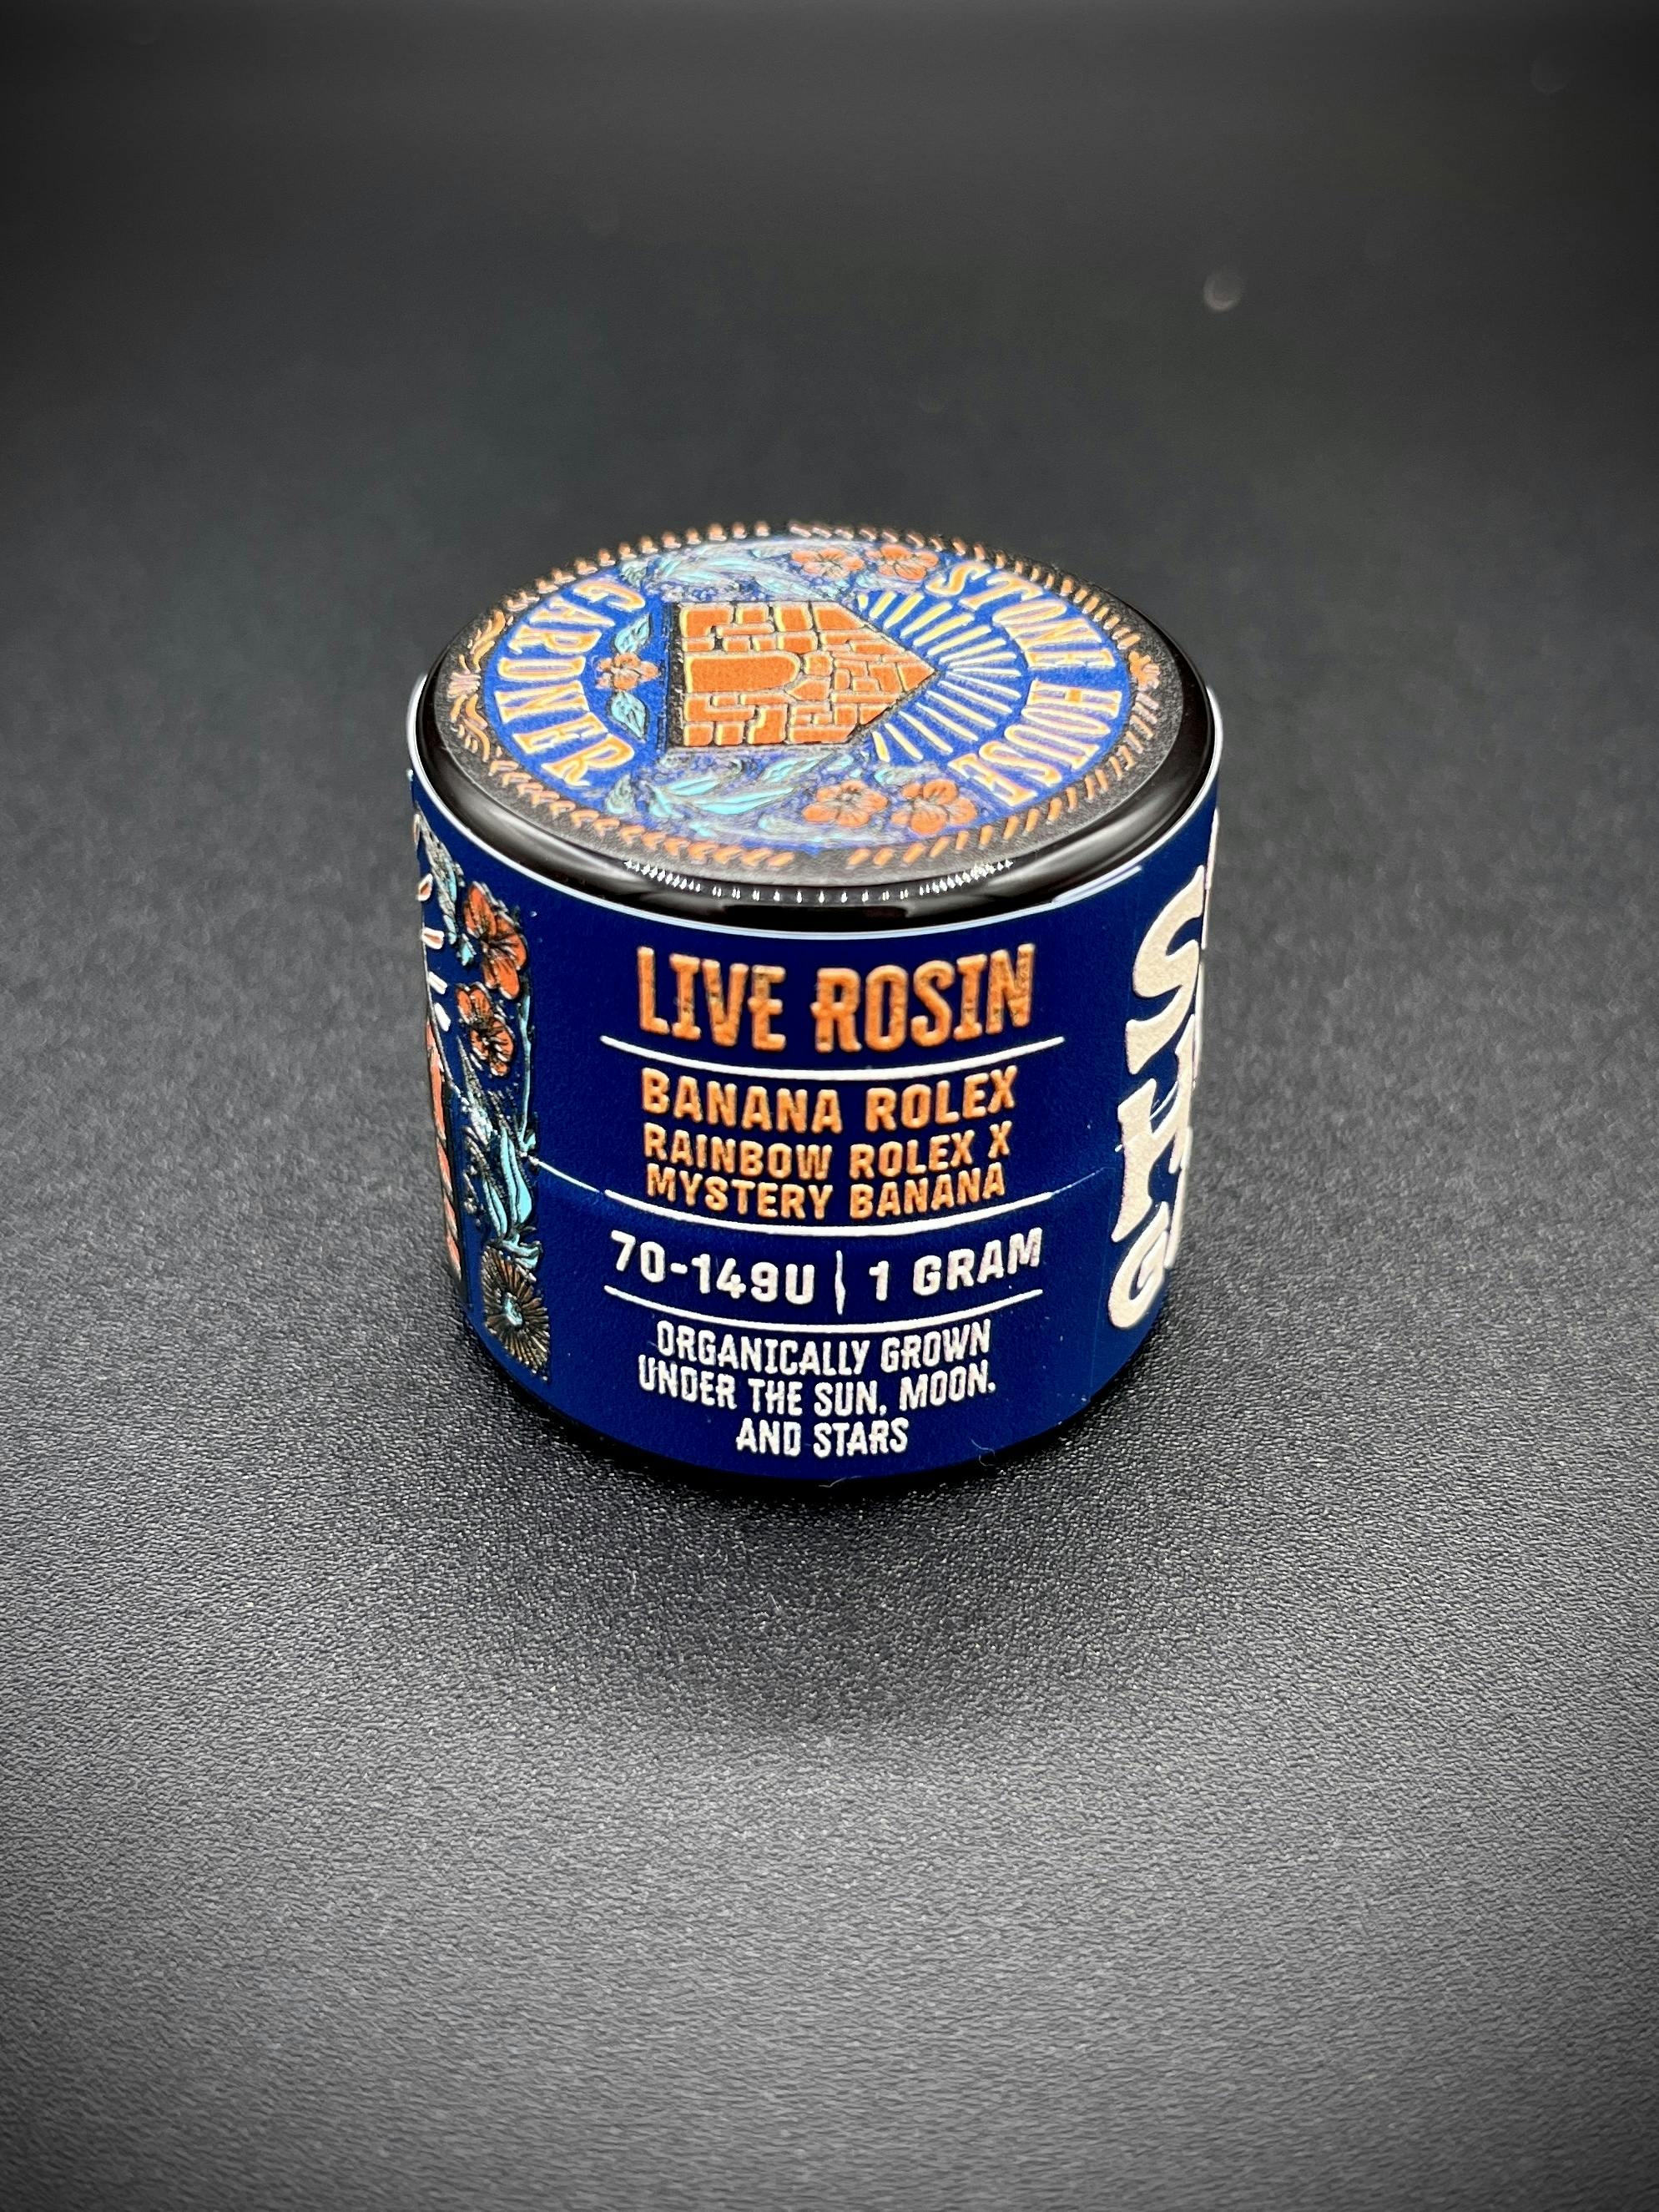 STONE HOUSE
GARDNER
LIVE ROSIN
BANANA ROLEX
RAINBOW ROLEX X
MYSTERY BANANA
70-149U | 1 GRAM
ORGANICALLY GROWN
UNDER THE SUN, MOON,
AND STARS